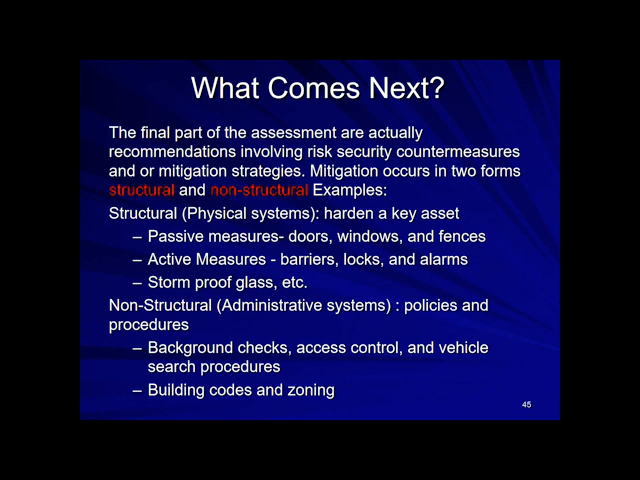 What Comes Next?
The final part of the assessment are actually
recommendations involving risk security countermeasures
and or mitigation strategies. Mitigation occurs in two forms
structural and non-structural Examples:
Structural (Physical systems): harden a key asset
– Passive measures- doors, windows, and fences
– Active Measures - barriers, locks, and alarms
– Storm proof glass, etc.
Non-Structural (Administrative systems) : policies and
procedures
– Background checks, access control, and vehicle
search procedures
– Building codes and zoning
45